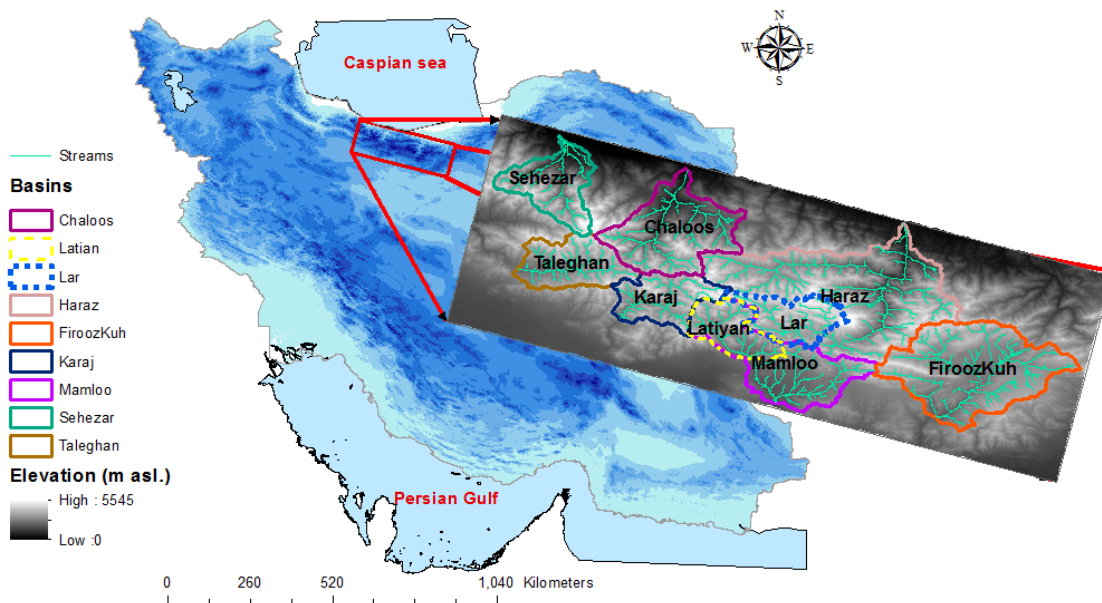 N
W E
S
Caspian sea
Streams
Basins
Chaloos
Latian
Lar
Haraz
FiroozKuh
Karaj
Mamloo
Sehezar
Taleghan
Elevation (m asl.)
High : 5545
Low :0
Sehezar
Chaloos
Taleghan
Karaj
Haraz
Latiyan
Lar
Mamloo
FiroozKuh
Persian Gulf
0 260 520 1,040 Kilometers